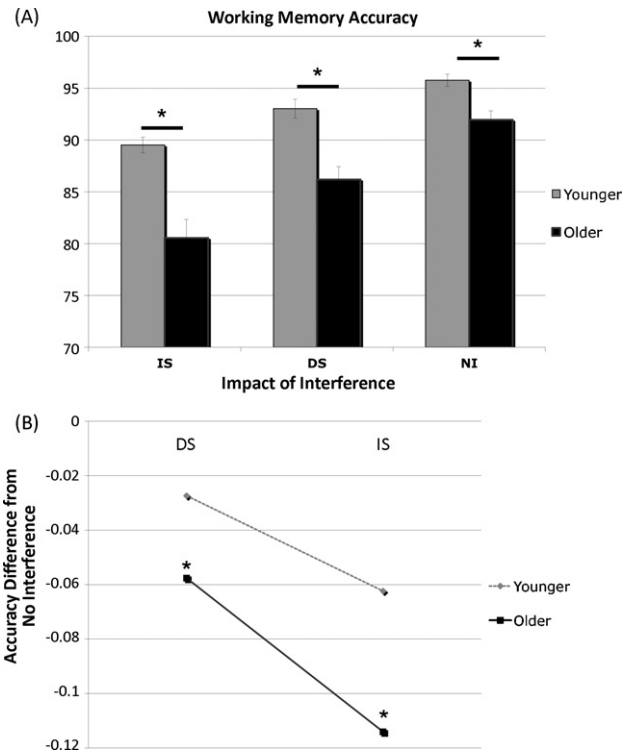 (A)
Working Memory Accuracy
100
95
90
85
80
75
70
*
*
*
Younger
Older
IS DS NI
Impact of Interference
(B)
0
-0.02
-0.04
-0.06
-0.08
-0.1
-0.12
Accuracy Difference from
No Interference
DS IS
*
*
Younger
Older